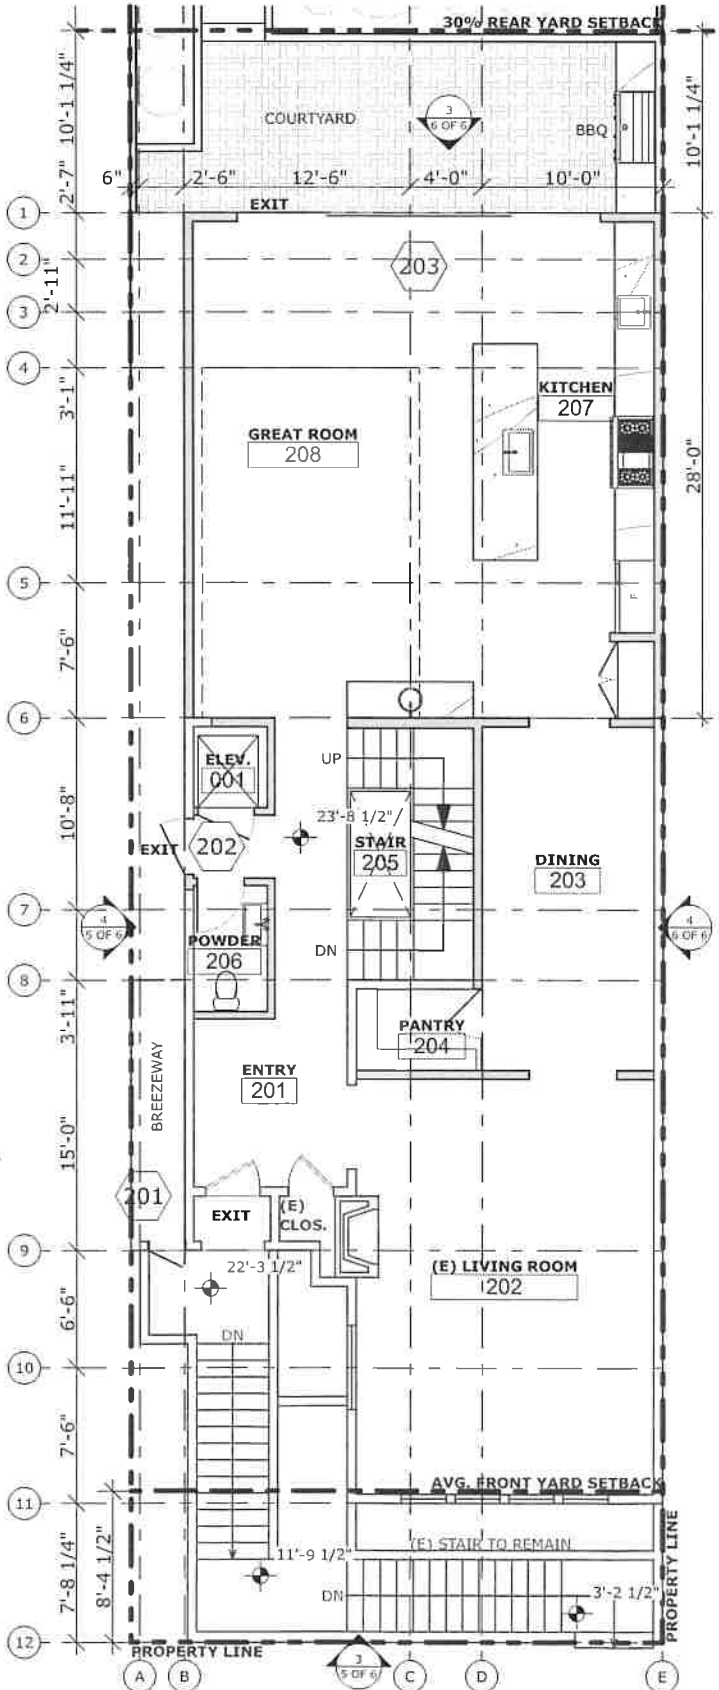 30% REAR YARD SETBACK
10'-1 1/4"
COURTYARD
3
6 OF 6
BBQ
10'-1 1/4"
2'-7"
6"
2'-6"
12'-6"
4'-0"
10'-0"
EXIT
1
2
203
2'-11"
3
4
3'-1"
KITCHEN
207
GREAT ROOM
208
28'-0"
11'-11"
5
F
7'-6"
6
UP
ELEV.
001
10'-8"
23'-8 1/2"
EXIT
202
STAIR
205
DINING
203
7
4
5 OF 6
4
6 OF 6
POWDER
206
DN
8
3'-11"
PANTRY
204
BREEZEWAY
ENTRY
201
15'-0"
201
EXIT
(E)
CLOS.
9
22'-3 1/2"
(E) LIVING ROOM
202
6'-6"
DN
10
7'-6"
AVG. FRONT YARD SETBACK
11
7'-8 1/4"
8'-4 1/2"
11'-9 1/2"
(E) STAIR TO REMAIN
DN
3'-2 1/2"
PROPERTY LINE
12
PROPERTY LINE
3
5 OF 6
A
B
C
D
E